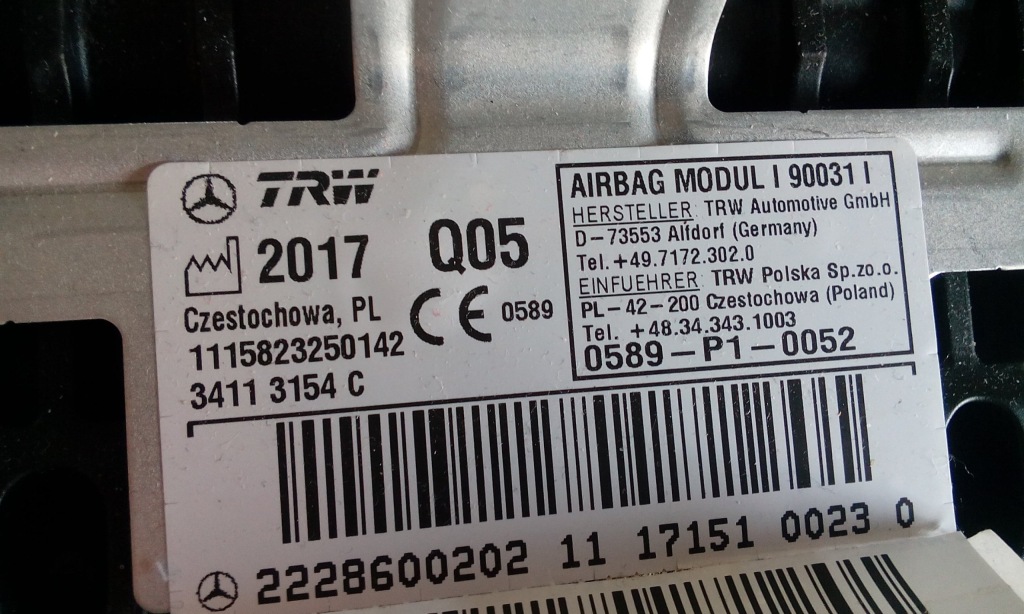 TRW
2017 Q05
Czestochowa, PL
CE 0589
1115823250142
3411 3154 C
AIRBAG MODUL I 90031 I
HERSTELLER: TRW Automotive GmbH
D-73553 Alfdorf (Germany)
Tel. +49.7172.302.0
EINFUEHRER: TRW Polska Sp.zo.o.
PL-42-200 Czestochowa (Poland)
Tel. +48.34.343.1003
0589-P1-0052
2228600202 11 17151 0023 0